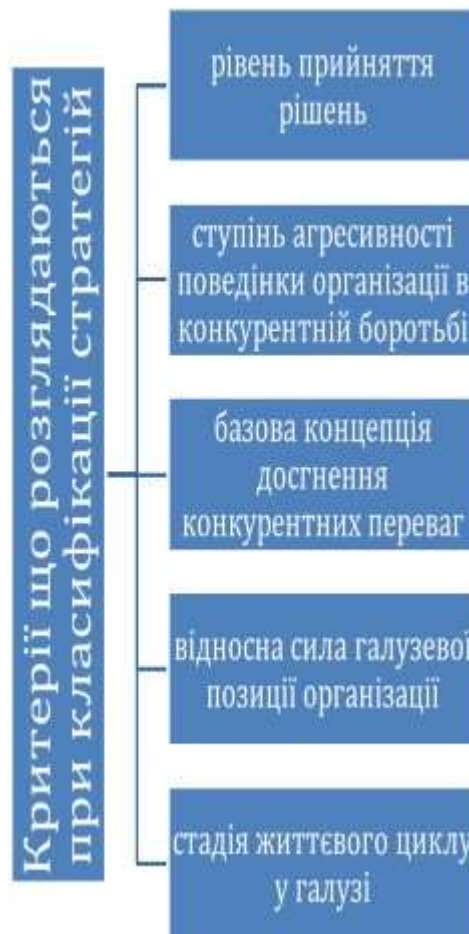 Критерії що розглядаються
при класифікації стратегій
рівень прийняття
рішень
ступінь агресивності
поведінки організації в
конкурентній боротьбі
базова концепція
досгнення
конкурентних переваг
відносна сила галузевої
позиції організації
стадія життєвого циклу
у галузі